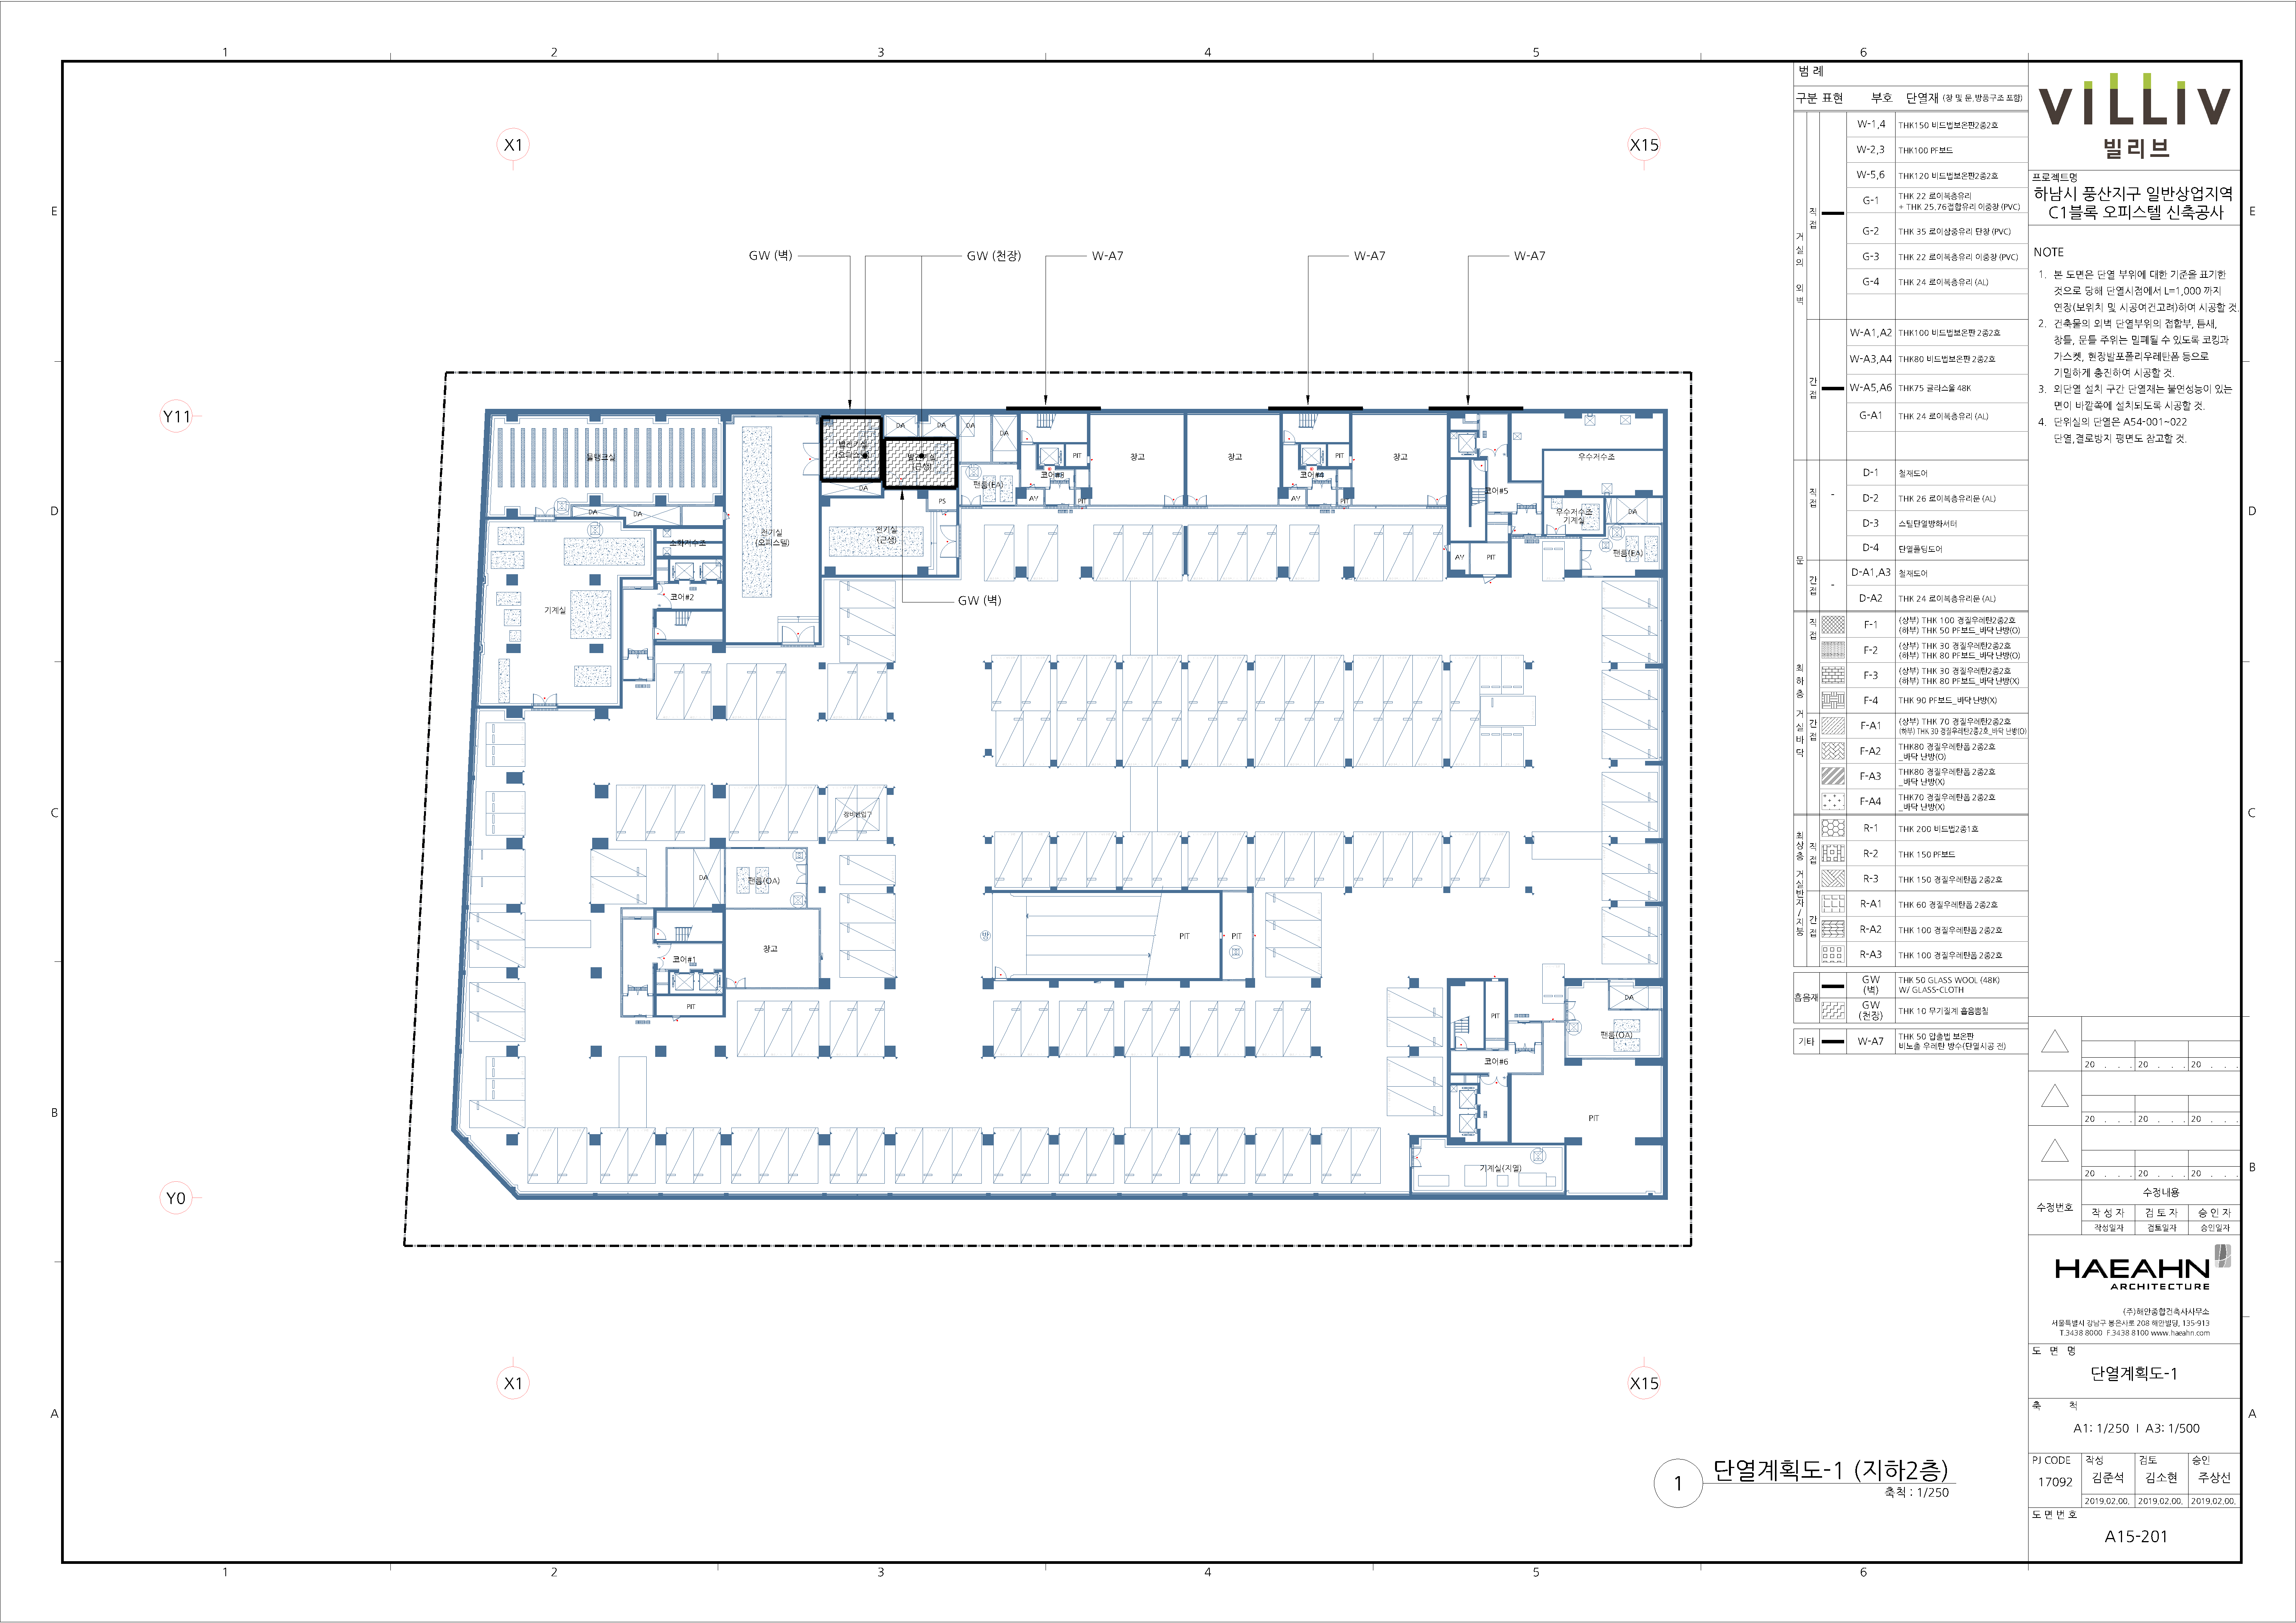 1
2
3
4
5
6
E
D
C
B
A
X1
X15
Y11
Y0
GW (벽)
GW (천장)
W-A7
W-A7
W-A7
물탱크실
DA
DA
DA
DA
DA
DA
DA
PS
전기실
(오피스텔)
전기실
(근생)
팬룸(EA)
코어#3
PIT
AV
PIT
창고
창고
코어#4
PIT
AV
PIT
창고
코어#5
AV
PIT
우수저수조
우수저수조
기계실
DA
팬룸(EA)
GW (벽)
소화저수조
코어#2
기계실
장비반입구
DA
팬룸(OA)
창고
코어#1
PIT
PIT
PIT
PIT
DA
팬룸(OA)
코어#6
PIT
기계실(지열)
X1
X15
1
단열계획도-1 (지하2층)
축척 : 1/250
범 례
구분 표현 부호 단열재 (창 및 문,방풍구조 포함)
거실의 외벽
직접
W-1,4 THK150 비드법보온판2종2호
W-2,3 THK100 PF보드
W-5,6 THK120 비드법보온판2종2호
G-1 THK 22 로이복층유리
+ THK 25.76접합유리 이중창 (PVC)
G-2 THK 35 로이삼중유리 단창 (PVC)
G-3 THK 22 로이복층유리 이중창 (PVC)
G-4 THK 24 로이복층유리 (AL)
간접
W-A1,A2 THK100 비드법보온판 2종2호
W-A3,A4 THK80 비드법보온판 2종2호
W-A5,A6 THK75 글라스울 48K
G-A1 THK 24 로이복층유리 (AL)
문
직접
-
D-1 철재도어
D-2 THK 26 로이복층유리문 (AL)
D-3 스틸단열방화셔터
D-4 단열폴딩도어
간접
-
D-A1,A3 철재도어
D-A2 THK 24 로이복층유리문 (AL)
최하층 거실바닥
직접
F-1 (상부) THK 100 경질우레탄2종2호
(하부) THK 50 PF보드_바닥 난방(O)
F-2 (상부) THK 30 경질우레탄2종2호
(하부) THK 80 PF보드_바닥 난방(O)
F-3 (상부) THK 30 경질우레탄2종2호
(하부) THK 80 PF보드_바닥 난방(X)
F-4 THK 90 PF보드_바닥 난방(X)
간접
F-A1 (상부) THK 70 경질우레탄2종2호
(하부) THK 30 경질우레탄2종2호_바닥 난방(O)
F-A2 THK80 경질우레탄폼 2종2호
_바닥 난방(O)
F-A3 THK80 경질우레탄폼 2종2호
_바닥 난방(X)
F-A4 THK70 경질우레탄폼 2종2호
_바닥 난방(X)
최상층 거실반자/지붕
직접
R-1 THK 200 비드법2종1호
R-2 THK 150 PF보드
R-3 THK 150 경질우레탄폼 2종2호
간접
R-A1 THK 60 경질우레탄폼 2종2호
R-A2 THK 100 경질우레탄폼 2종2호
R-A3 THK 100 경질우레탄폼 2종2호
흡음재
GW
(벽)
THK 50 GLASS WOOL (48K)
W/ GLASS-CLOTH
GW
(천장)
THK 10 무기질계 흡음뿜칠
기타 W-A7 THK 50 압출법 보온판
비노출 우레탄 방수(단열시공 전)
VILLIV
빌리브
프로젝트명
하남시 풍산지구 일반상업지역
C1블록 오피스텔 신축공사
NOTE
1. 본 도면은 단열 부위에 대한 기준을 표기한
것으로 당해 단열시점에서 L=1,000 까지
연장(보위치 및 시공여건고려)하여 시공할 것.
2. 건축물의 외벽 단열부위의 접합부, 틈새,
창틀, 문틀 주위는 밀폐될 수 있도록 코킹과
가스켓, 현장발포폴리우레탄폼 등으로
기밀하게 충진하여 시공할 것.
3. 외단열 설치 구간 단열재는 불연성능이 있는
면이 바깥쪽에 설치되도록 시공할 것.
4. 단위실의 단열은 A54-001~022
단열,결로방지 평면도 참고할 것.
20 . . . 20 . . . 20 . . .
20 . . . 20 . . . 20 . . .
20 . . . 20 . . . 20 . . .
수정번호
수정내용
작 성 자 검 토 자 승 인 자
작성일자 검토일자 승인일자
HAEAHN
ARCHITECTURE
(주)해안종합건축사사무소
서울특별시 강남구 봉은사로 208 해안빌딩, 135-913
T.3438 8000 F.3438 8100 www.haeahn.com
도 면 명
단열계획도-1
축 척
A1: 1/250 | A3: 1/500
PJ CODE 작성 검토 승인
17092 김준석 김소현 주상선
2019.02.00. 2019.02.00. 2019.02.00.
도 면 번 호
A15-201
E
D
C
B
A
1
2
3
4
5
6